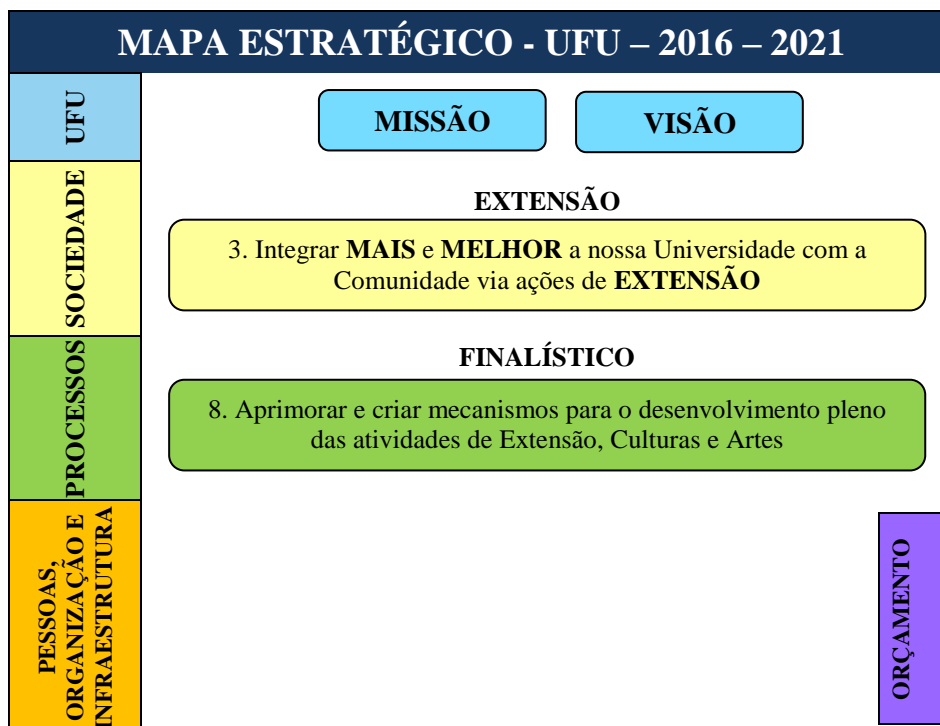 MAPA ESTRATÉGICO - UFU – 2016 – 2021
UFU
MISSÃO
VISÃO
SOCIEDADE
EXTENSÃO
3. Integrar MAIS e MELHOR a nossa Universidade com a
Comunidade via ações de EXTENSÃO
PROCESSOS
FINALÍSTICO
8. Aprimorar e criar mecanismos para o desenvolvimento pleno
das atividades de Extensão, Culturas e Artes
PESSOAS,
ORGANIZAÇÃO E
INFRAESTRUTURA
ORÇAMENTO